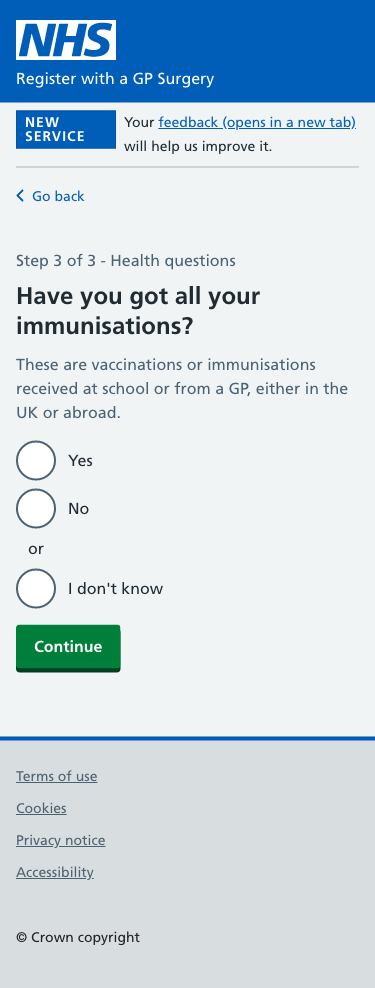 NHS
Register with a GP Surgery
NEW
SERVICE
Your feedback (opens in a new tab)
will help us improve it.
Go back
Step 3 of 3 - Health questions
Have you got all your
immunisations?
These are vaccinations or immunisations
received at school or from a GP, either in the
UK or abroad.
Yes
No
or
I don't know
Continue
Terms of use
Cookies
Privacy notice
Accessibility
© Crown copyright